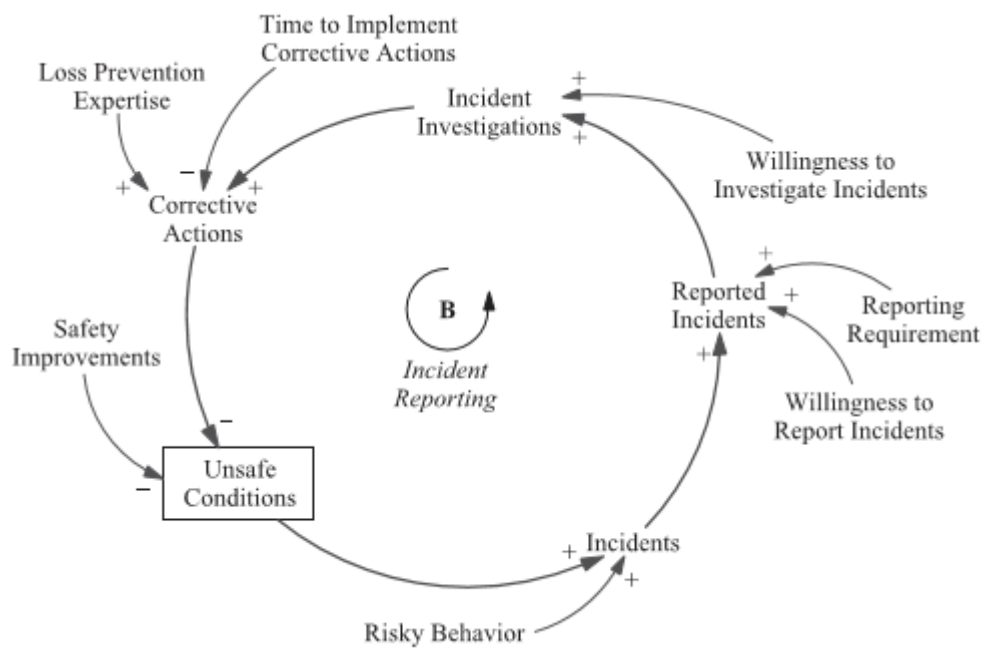 Time to Implement
Corrective Actions
Loss Prevention
Expertise
Incident
Investigations
+
+
Willingness to
Investigate Incidents
+
−
+
Corrective
Actions
+
Reported
Incidents
+
Reporting
Requirement
B
Incident
Reporting
+
Safety
Improvements
Willingness to
Report Incidents
−
Unsafe
Conditions
−
+
Incidents
+
Risky Behavior